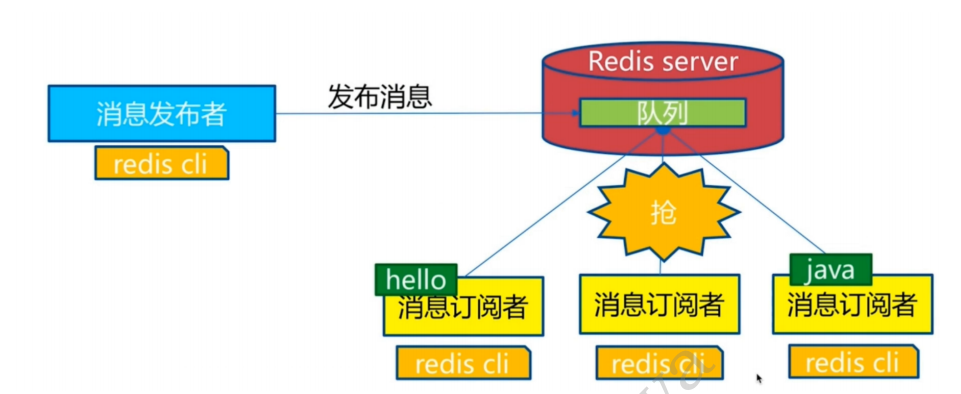 Redis server
发布消息
队列
消息发布者
redis cli
抢
hello
java
消息订阅者
消息订阅者
消息订阅者
redis cli
redis cli
redis cli